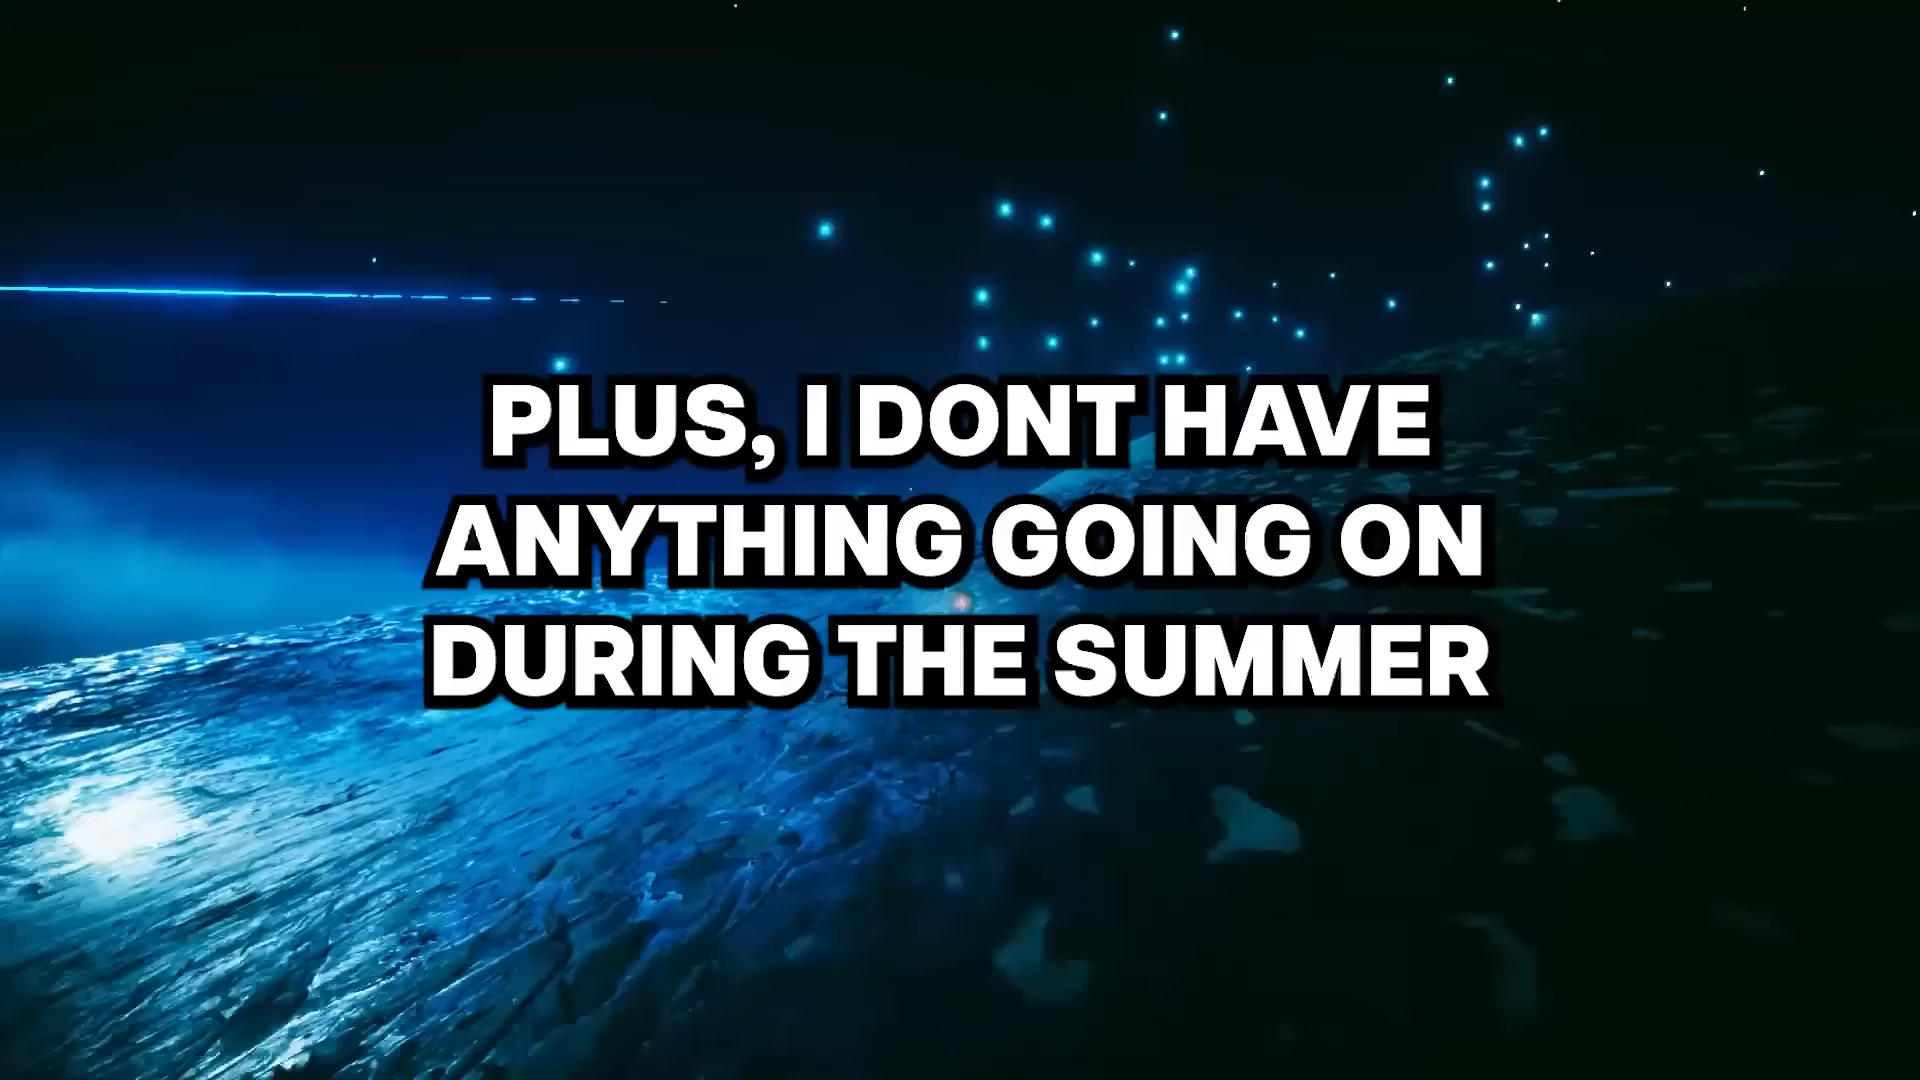 PLUS, I DONT HAVE
ANYTHING GOING ON
DURING THE SUMMER